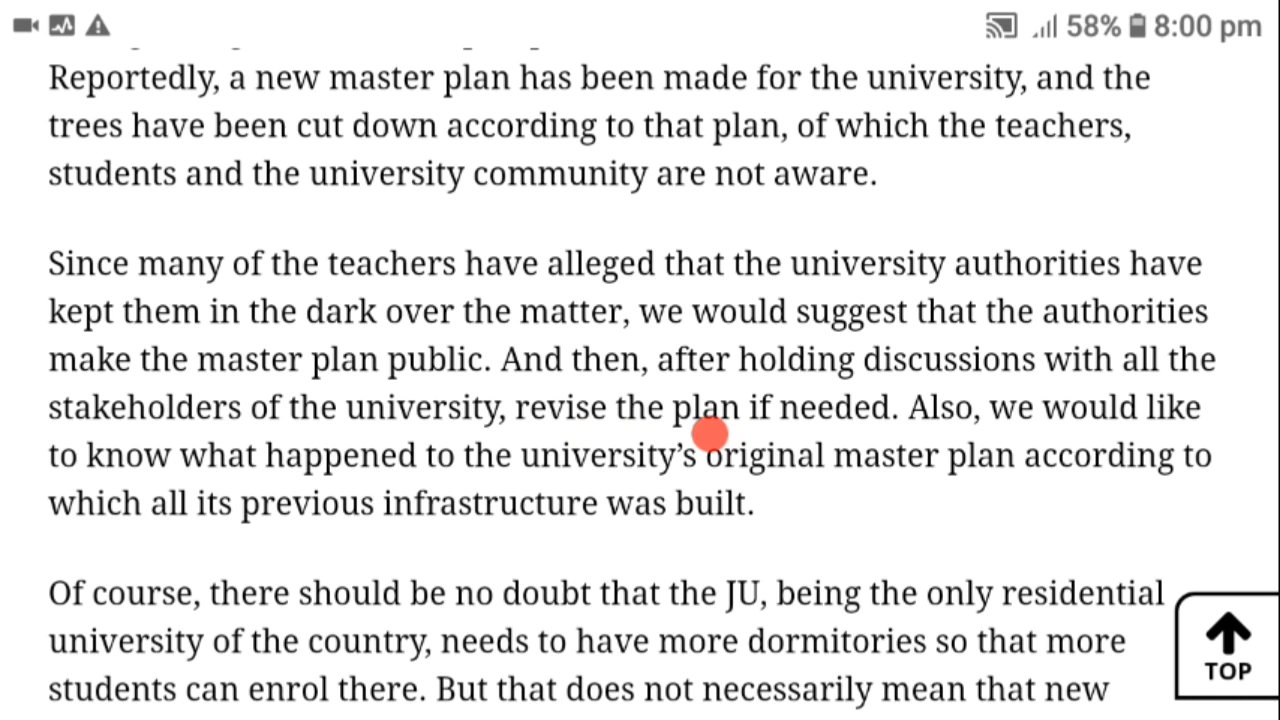 58% 8:00 pm
Reportedly, a new master plan has been made for the university, and the
trees have been cut down according to that plan, of which the teachers,
students and the university community are not aware.
Since many of the teachers have alleged that the university authorities have
kept them in the dark over the matter, we would suggest that the authorities
make the master plan public. And then, after holding discussions with all the
stakeholders of the university, revise the plan if needed. Also, we would like
to know what happened to the university’s original master plan according to
which all its previous infrastructure was built.
Of course, there should be no doubt that the JU, being the only residential
university of the country, needs to have more dormitories so that more
students can enrol there. But that does not necessarily mean that new
TOP